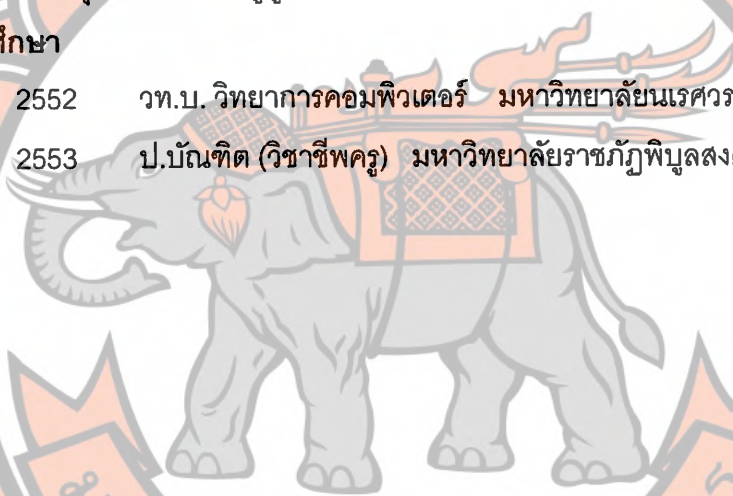 ศึกษา
2552 วท.บ. วิทยาการคอมพิวเตอร์ มหาวิทยาลัยนเรศวร
2553 ป.บัณฑิต (วิชาชีพครู) มหาวิทยาลัยราชภัฏพิบูลสง